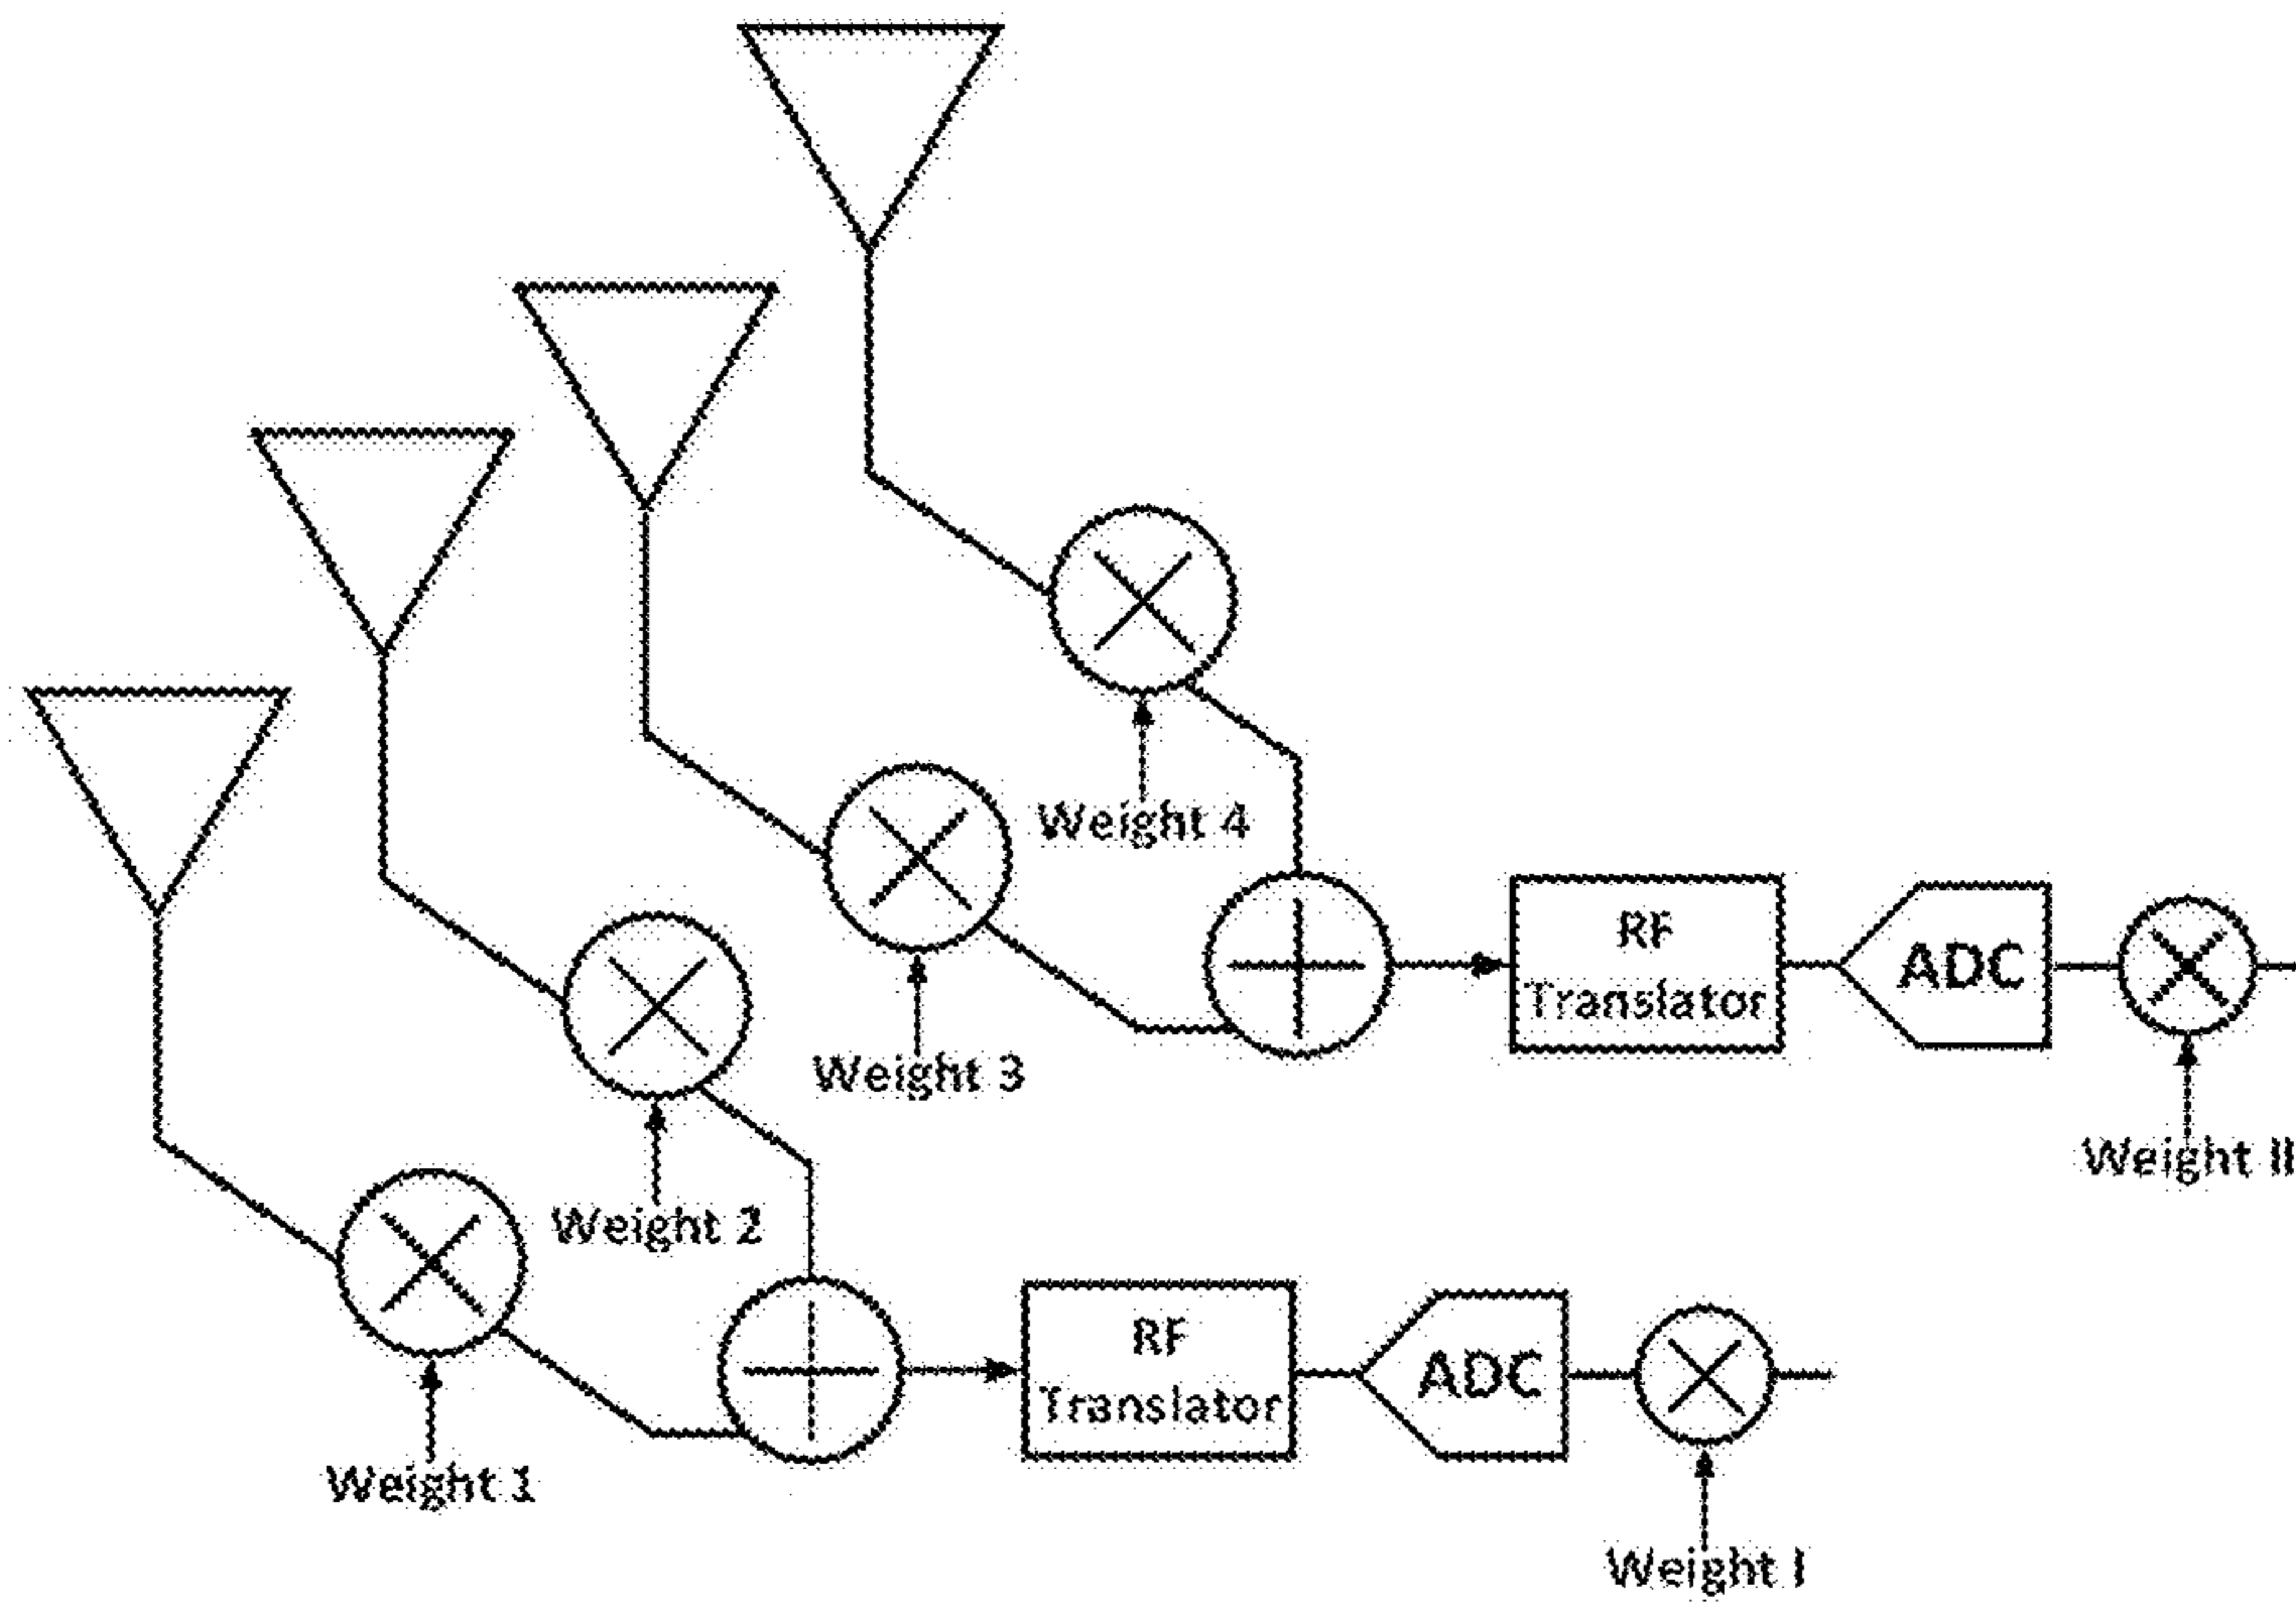 Weight 4
RF
Translator
ADC
Weight 3
Weight II
Weight 2
RF
Translator
ADC
Weight 1
Weight I